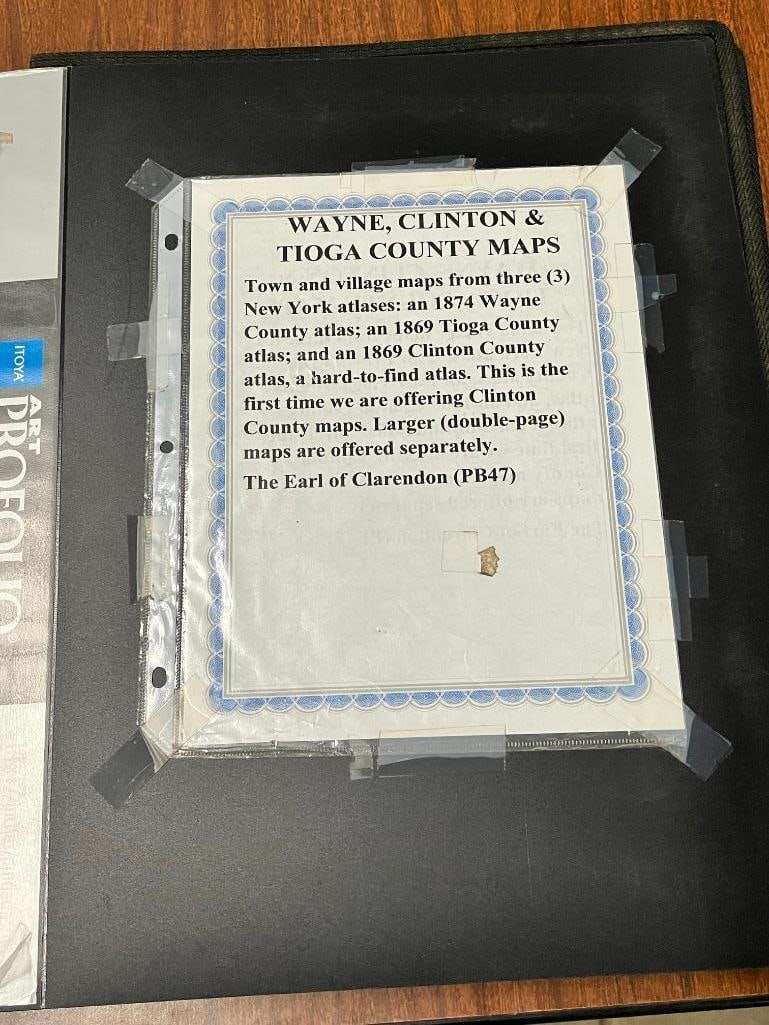 WAYNE, CLINTON &
TIOGA COUNTY MAPS
Town and village maps from three (3)
New York atlases: an 1874 Wayne
County atlas; an 1869 Tioga County
atlas; and an 1869 Clinton County
atlas, a hard-to-find atlas. This is the
first time we are offering Clinton
County maps. Larger (double-page)
maps are offered separately.
The Earl of Clarendon (PB47)
ITOYA
ART
PROFOLIO®